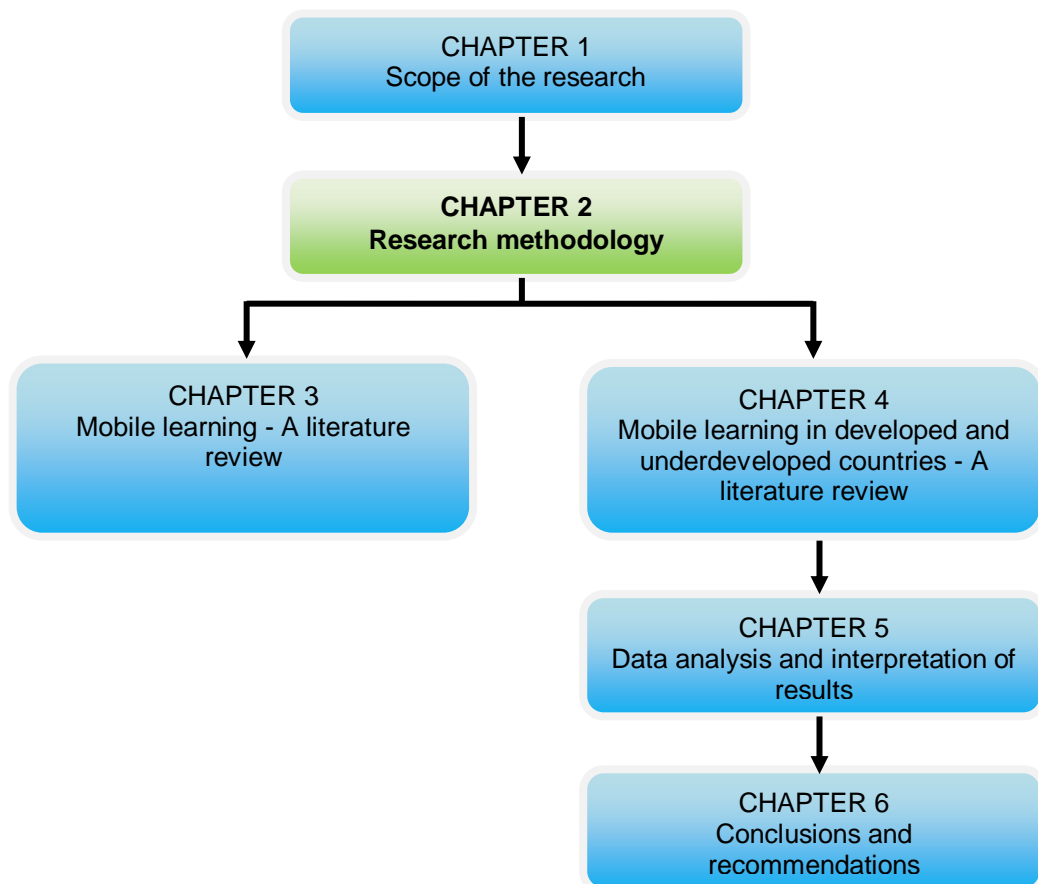 CHAPTER 1
Scope of the research
CHAPTER 2
Research methodology
CHAPTER 3
Mobile learning - A literature
review
CHAPTER 4
Mobile learning in developed and
underdeveloped countries - A
literature review
CHAPTER 5
Data analysis and interpretation of
results
CHAPTER 6
Conclusions and
recommendations